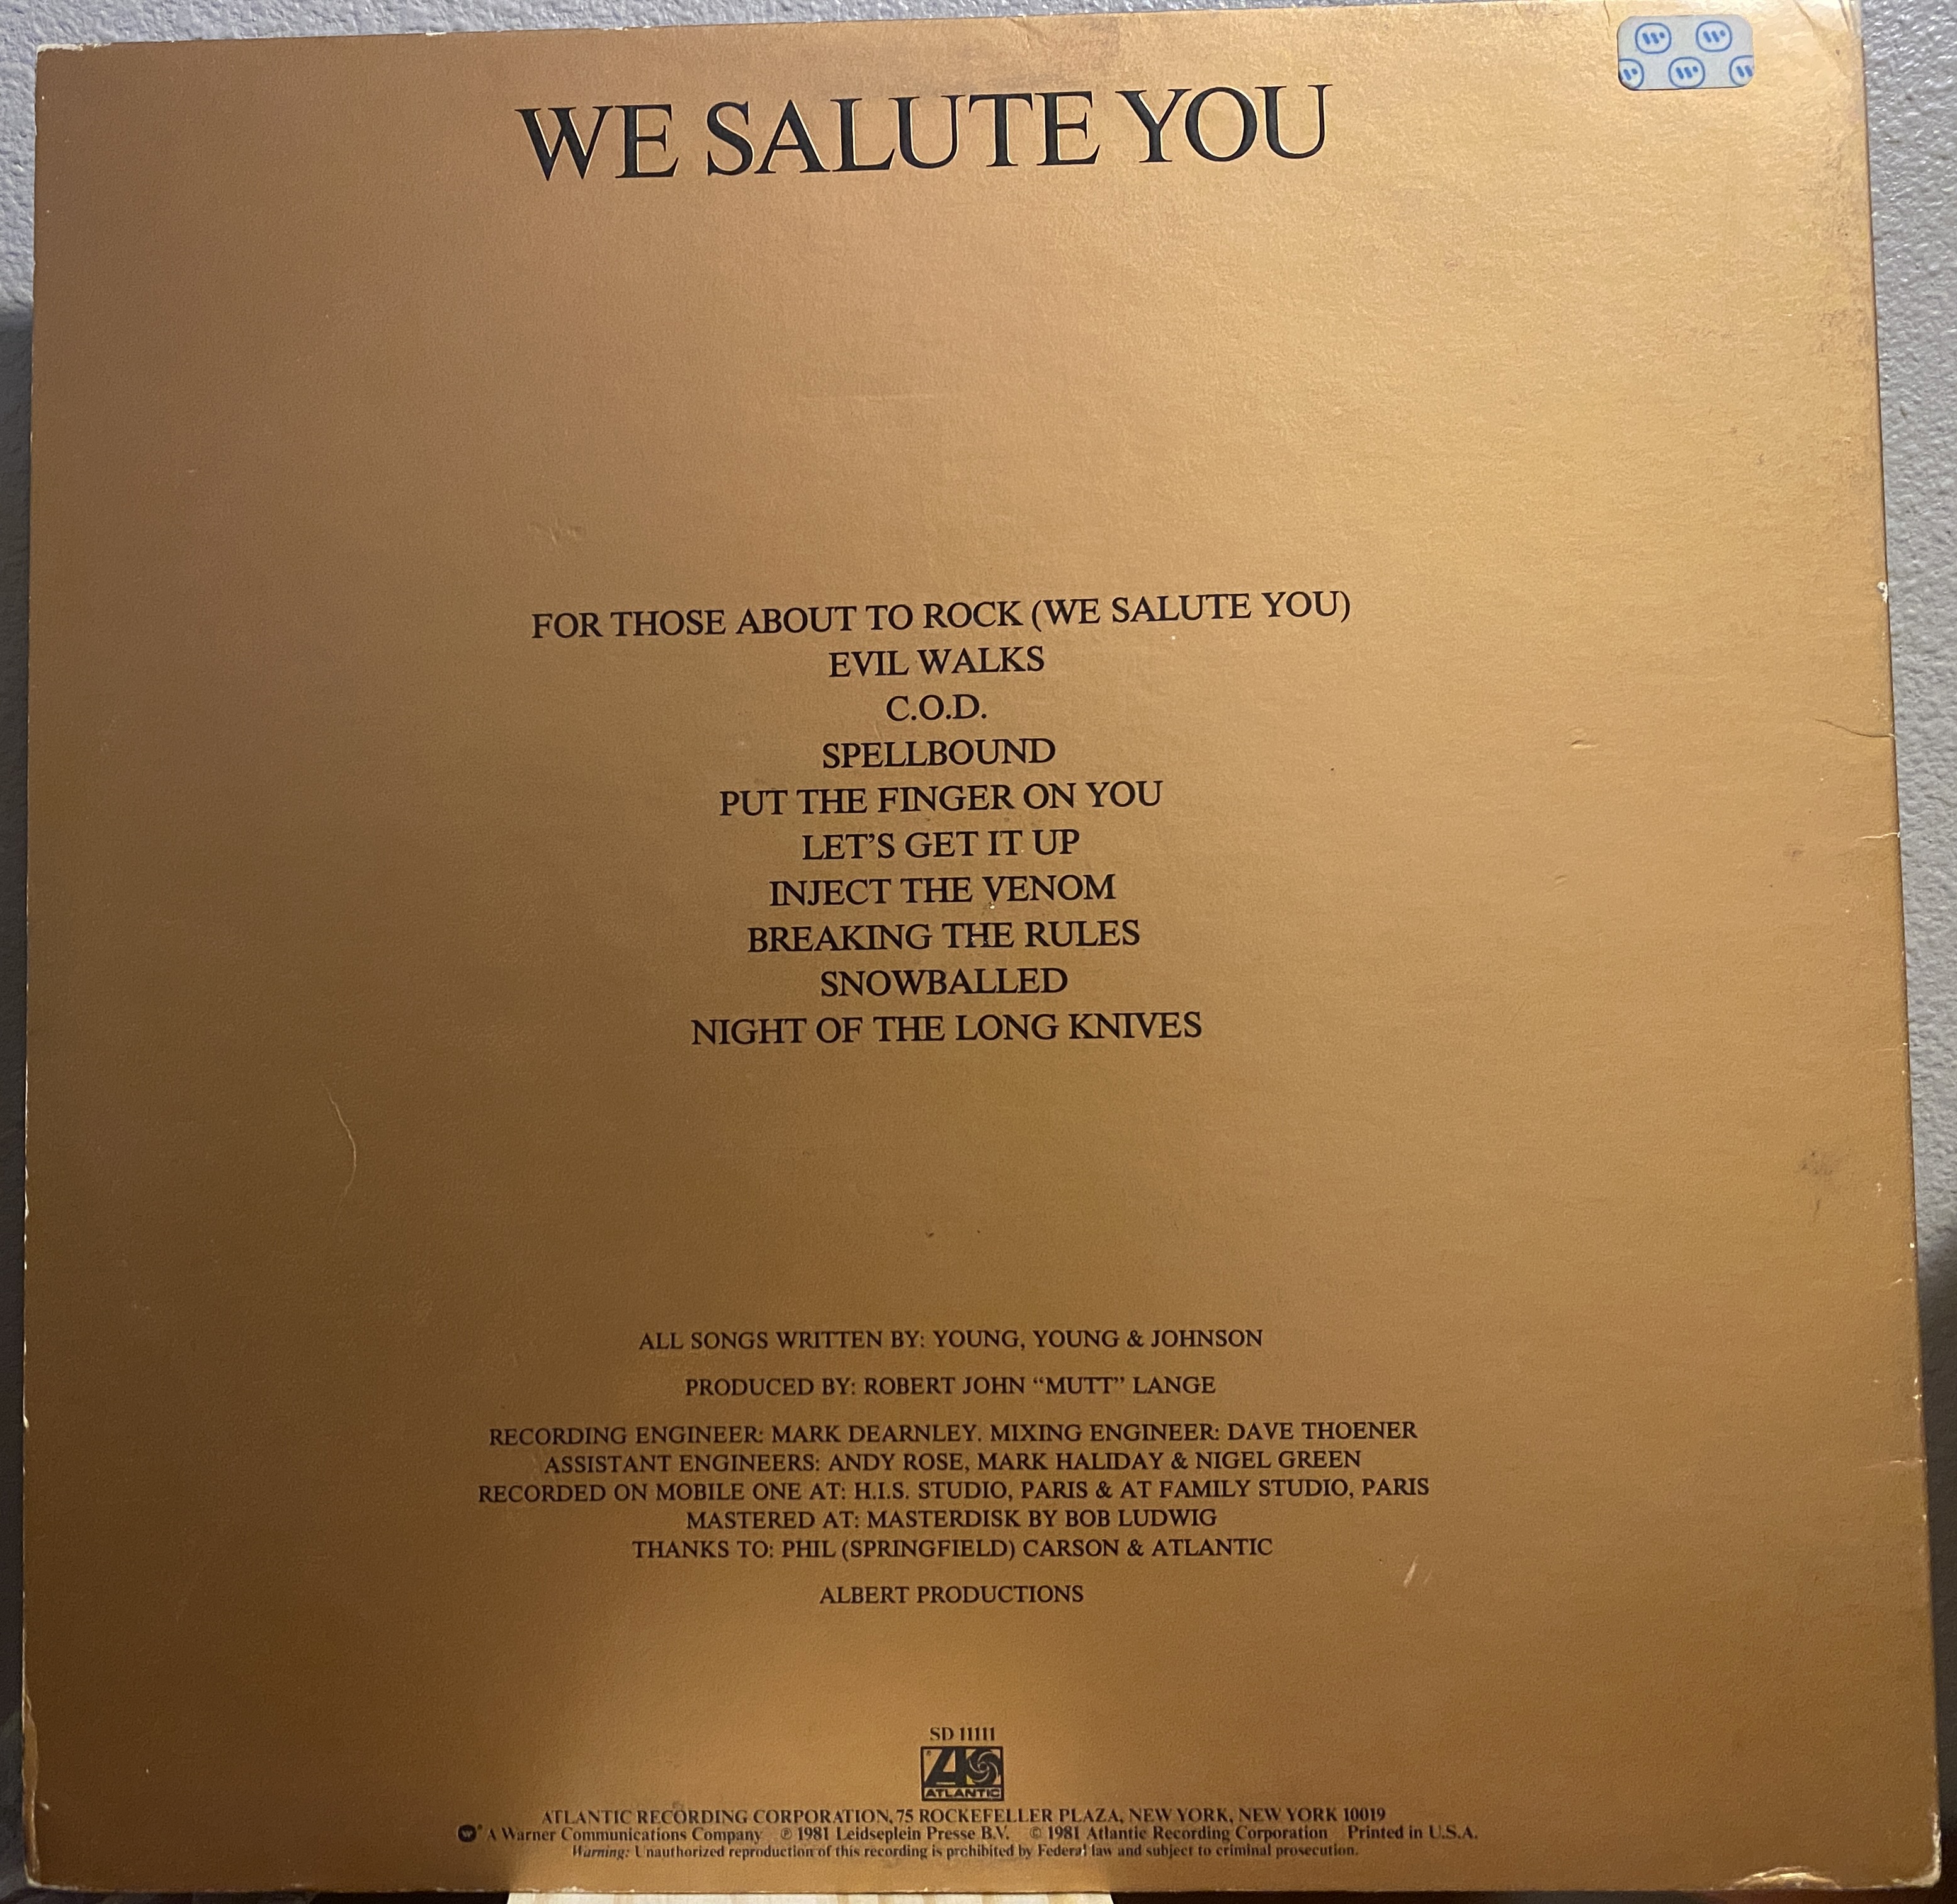 WE SALUTE YOU
FOR THOSE ABOUT TO ROCK (WE SALUTE YOU)
EVIL WALKS
C.O.D.
SPELLBOUND
PUT THE FINGER ON YOU
LET'S GET IT UP
INJECT THE VENOM
BREAKING THE RULES
SNOWBALLED
NIGHT OF THE LONG KNIVES
ALL SONGS WRITTEN BY: YOUNG, YOUNG & JOHNSON
PRODUCED BY: ROBERT JOHN “MUTT” LANGE
RECORDING ENGINEER: MARK DEARNLEY. MIXING ENGINEER: DAVE THOENER
ASSISTANT ENGINEERS: ANDY ROSE, MARK HALIDAY & NIGEL GREEN
RECORDED ON MOBILE ONE AT: H.I.S. STUDIO, PARIS & AT FAMILY STUDIO, PARIS
MASTERED AT: MASTERDISK BY BOB LUDWIG
THANKS TO: PHIL (SPRINGFIELD) CARSON & ATLANTIC
ALBERT PRODUCTIONS
SD 11111
ATLANTIC
ATLANTIC RECORDING CORPORATION, 75 ROCKEFELLER PLAZA, NEW YORK, NEW YORK 10019
A Warner Communications Company ℗ 1981 Leidseplein Presse B.V. © 1981 Atlantic Recording Corporation Printed in U.S.A.
Warning: Unauthorized reproduction of this recording is prohibited by Federal law and subject to criminal prosecution.